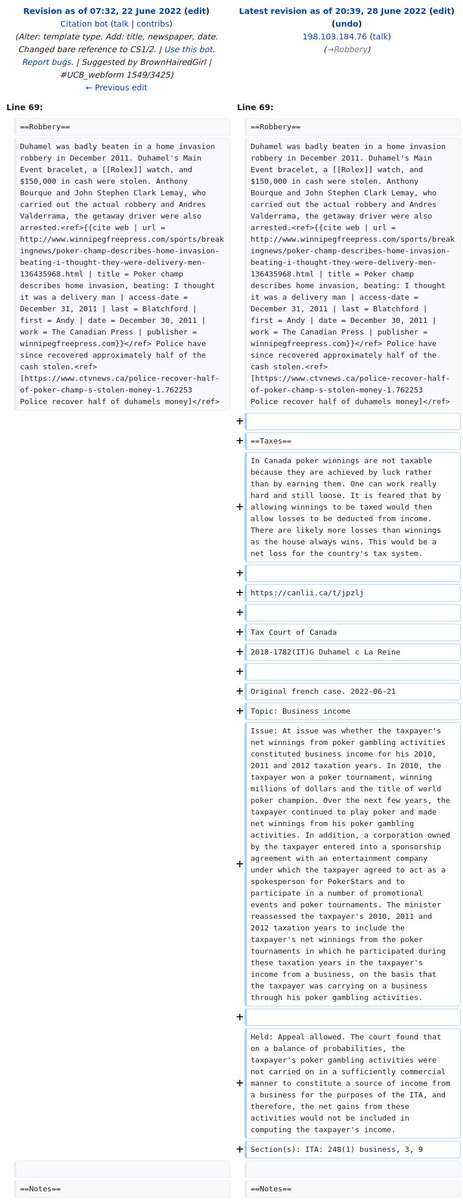 Revision as of 07:32, 22 June 2022 (edit)
Citation bot (talk | contribs)
(Alter: template type. Add: title, newspaper, date.
Changed bare reference to CS1/2. | Use this bot.
Report bugs. | Suggested by BrownHairedGirl |
#UCB_webform 1549/3425)
← Previous edit
Line 69:
==Robbery==
Duhamel was badly beaten in a home invasion
robbery in December 2011. Duhamel's Main
Event bracelet, a [[Rolex]] watch, and
$150,000 in cash were stolen. Anthony
Bourque and John Stephen Clark Lemay, who
carried out the actual robbery and Andres
Valderrama, the getaway driver were also
arrested.<ref>{{cite web | url =
http://www.winnipegfreepress.com/sports/break
ingnews/poker-champ-describes-home-invasion-
beating-i-thought-they-were-delivery-men-
136435968.html | title = Poker champ
describes home invasion, beating: I thought
it was a delivery man | access-date =
December 31, 2011 | last = Blatchford |
first = Andy | date = December 30, 2011 |
work = The Canadian Press | publisher =
winnipegfreepress.com}}</ref> Police have
since recovered approximately half of the
cash stolen.<ref>
[https://www.ctvnews.ca/police-recover-half-
of-poker-champ-s-stolen-money-1.762253
Police recover half of duhamels money]</ref>
==Notes==
Latest revision as of 20:39, 28 June 2022 (edit)
(undo)
198.103.184.76 (talk)
(→Robbery)
Line 69:
==Robbery==
Duhamel was badly beaten in a home invasion
robbery in December 2011. Duhamel's Main
Event bracelet, a [[Rolex]] watch, and
$150,000 in cash were stolen. Anthony
Bourque and John Stephen Clark Lemay, who
carried out the actual robbery and Andres
Valderrama, the getaway driver were also
arrested.<ref>{{cite web | url =
http://www.winnipegfreepress.com/sports/break
ingnews/poker-champ-describes-home-invasion-
beating-i-thought-they-were-delivery-men-
136435968.html | title = Poker champ
describes home invasion, beating: I thought
it was a delivery man | access-date =
December 31, 2011 | last = Blatchford |
first = Andy | date = December 30, 2011 |
work = The Canadian Press | publisher =
winnipegfreepress.com}}</ref> Police have
since recovered approximately half of the
cash stolen.<ref>
[https://www.ctvnews.ca/police-recover-half-
of-poker-champ-s-stolen-money-1.762253
Police recover half of duhamels money]</ref>
+
+ ==Taxes==
+ In Canada poker winnings are not taxable
because they are achieved by luck rather
than by earning them. One can work really
hard and still loose. It is feared that by
allowing winnings to be taxed would then
allow losses to be deducted from income.
There are likely more losses than winnings
as the house always wins. This would be a
net loss for the country's tax system.
+
+ https://canlii.ca/t/jpzlj
+
+ Tax Court of Canada
+ 2018-1782(IT)G Duhamel c La Reine
+
+ Original french case. 2022-06-21
+ Topic: Business income
+ Issue: At issue was whether the taxpayer's
net winnings from poker gambling activities
constituted business income for his 2010,
2011 and 2012 taxation years. In 2010, the
taxpayer won a poker tournament, winning
millions of dollars and the title of world
poker champion. Over the next few years, the
taxpayer continued to play poker and made
net winnings from his poker gambling
activities. In addition, a corporation owned
by the taxpayer entered into a sponsorship
agreement with an entertainment company
under which the taxpayer agreed to act as a
spokesperson for PokerStars and to
participate in a number of promotional
events and poker tournaments. The minister
reassessed the taxpayer's 2010, 2011 and
2012 taxation years to include the
taxpayer's net winnings from the poker
tournaments in which he participated during
these taxation years in the taxpayer's
income from a business, on the basis that
the taxpayer was carrying on a business
through his poker gambling activities.
+
+ Held: Appeal allowed. The court found that
on a balance of probabilities, the
taxpayer's poker gambling activities were
not carried on in a sufficiently commercial
manner to constitute a source of income from
a business for the purposes of the ITA, and
therefore, the net gains from these
activities would not be included in
computing the taxpayer's income.
+ Section(s): ITA: 248(1) business, 3, 9
==Notes==